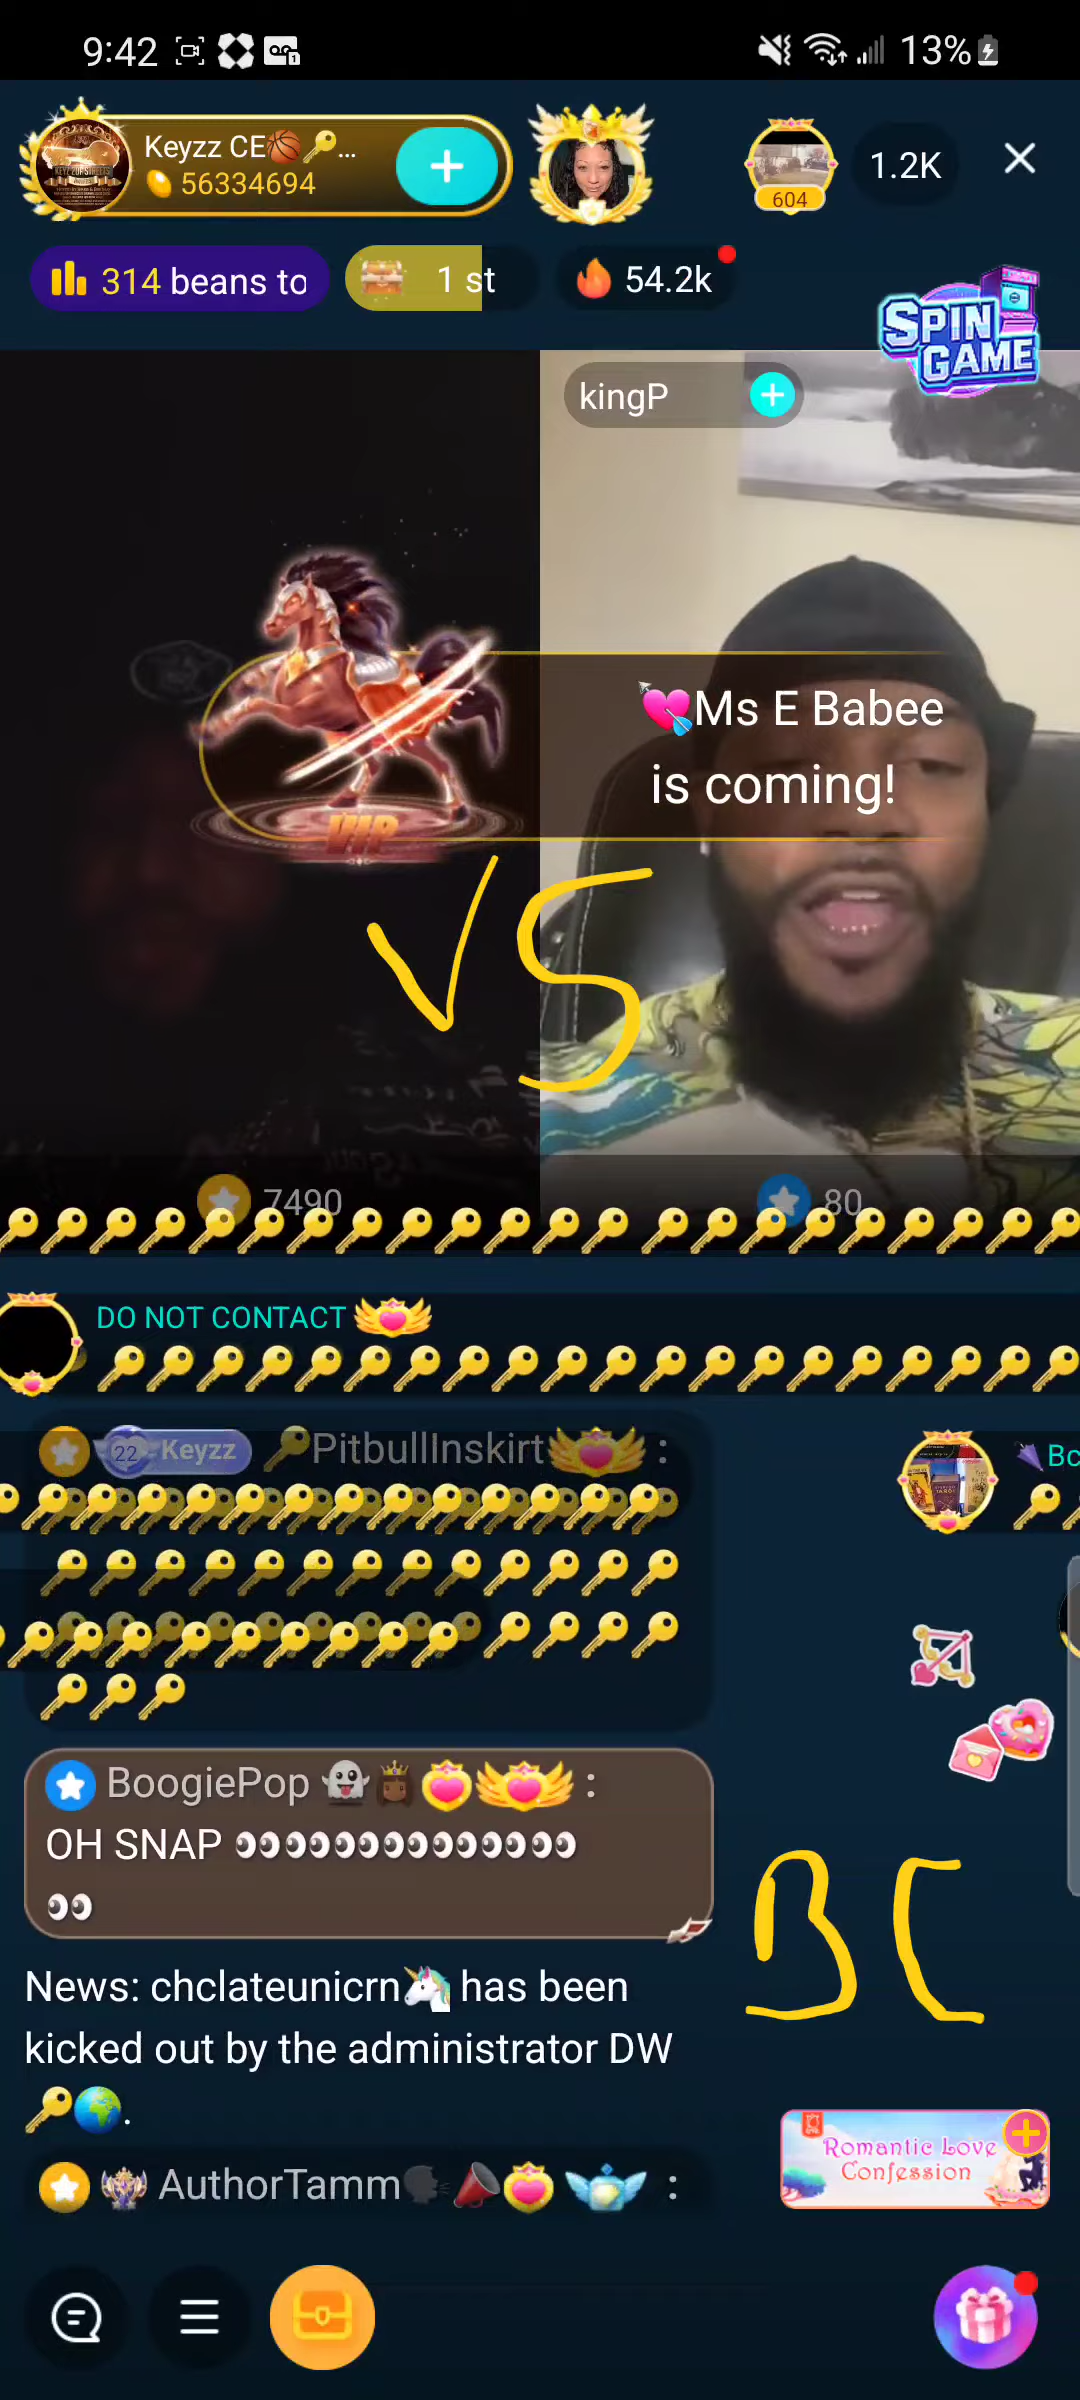 9:42
13%
Keyzz CE🏀🔑...
56334694
604
1.2K
314 beans to
1 st
54.2k
SPIN
GAME
kingP
💘Ms E Babee
is coming!
VIP
VS
7490
80
DO NOT CONTACT
22 Keyzz 🔑PitbullInskirt :
BoogiePop 👻 :
OH SNAP 👀👀👀👀👀👀👀👀👀👀👀👀👀👀
👀👀
BC
News: chclateunicrn🦄 has been
kicked out by the administrator DW
🔑🌍.
AuthorTamm🗣📣 :
Romantic Love
Confession